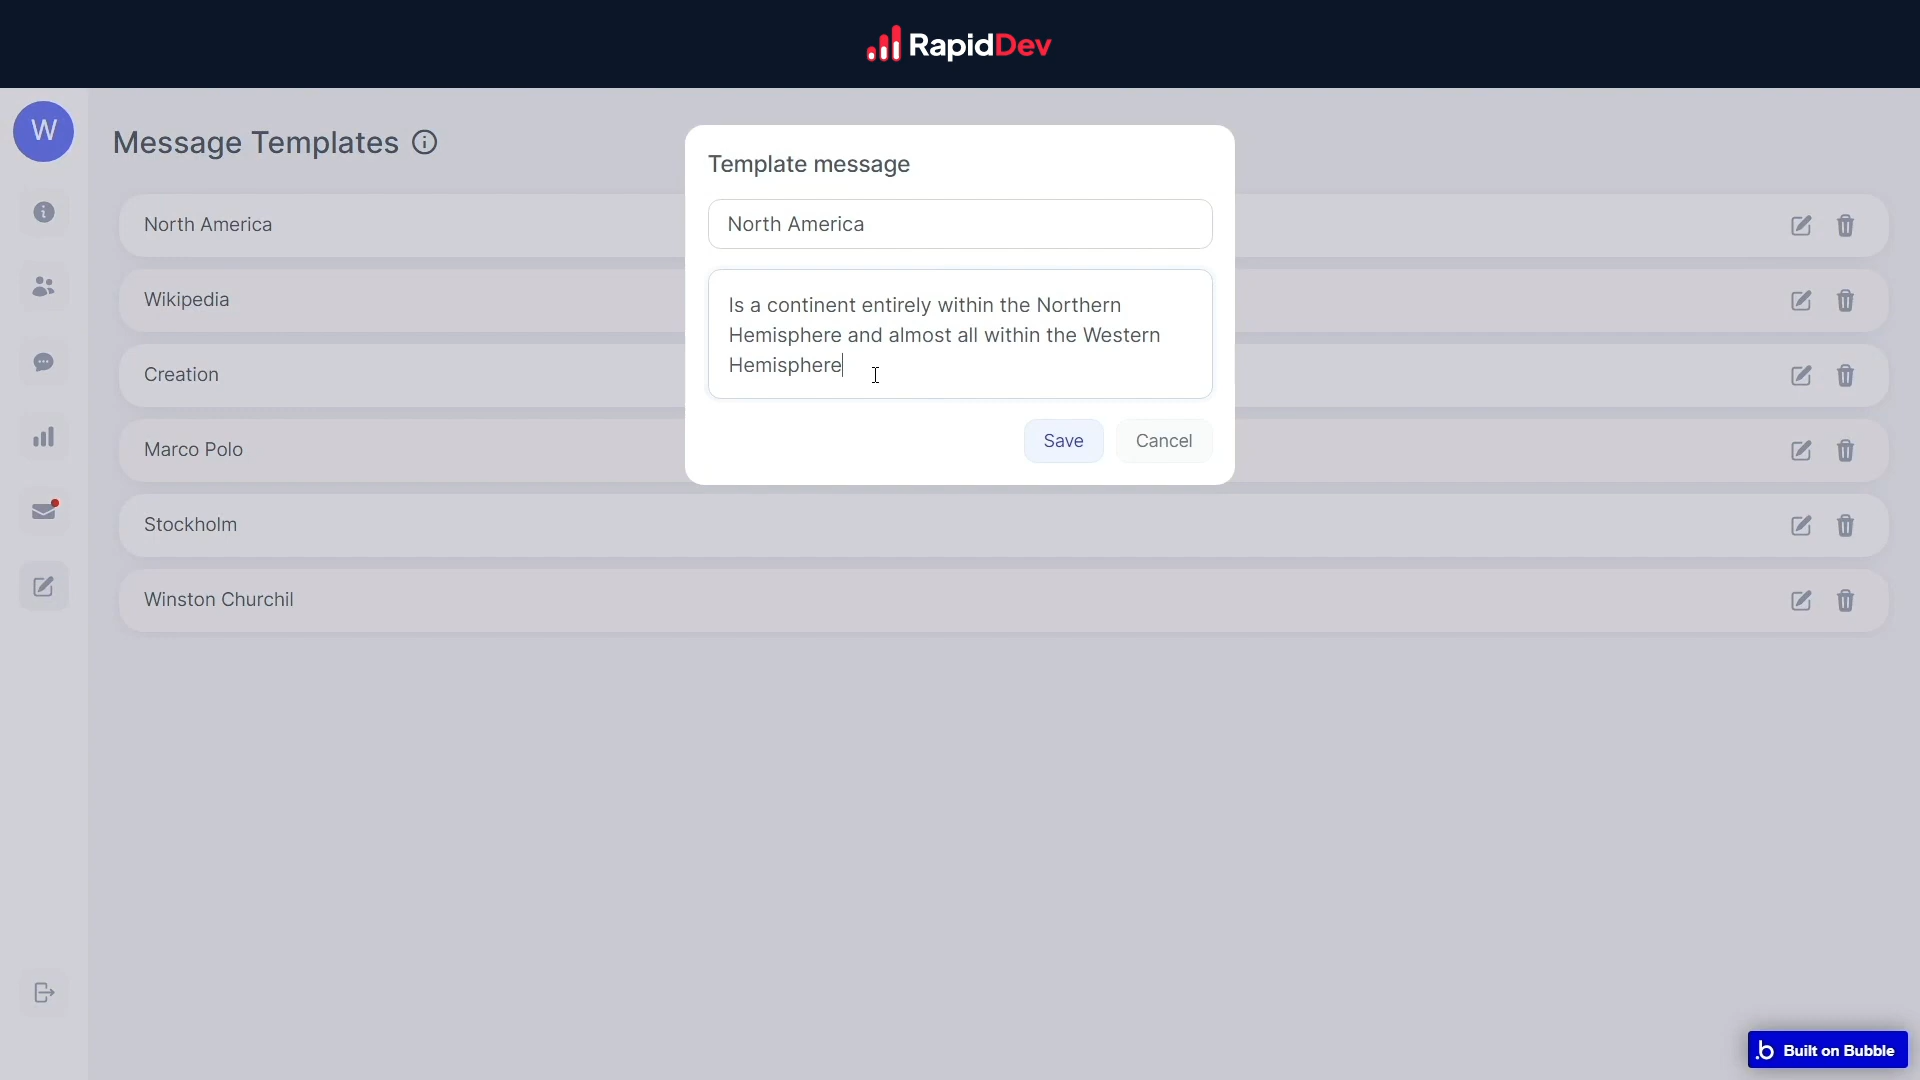 RapidDev
W
Message Templates
North America
Wikipedia
Creation
Marco Polo
Stockholm
Winston Churchil
Template message
North America
Is a continent entirely within the Northern
Hemisphere and almost all within the Western
Hemisphere
Save Cancel
Built on Bubble